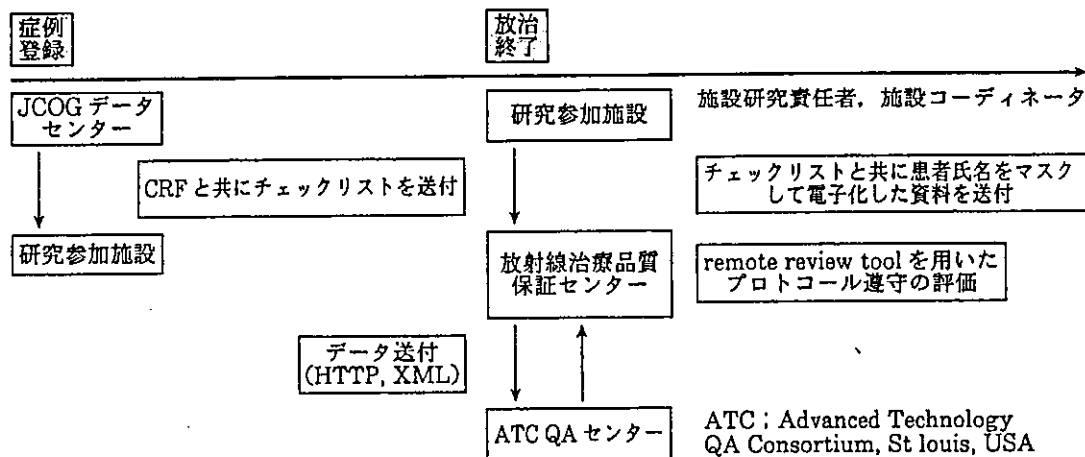 症例
登録
放治
終了
JCOG データ
センター
研究参加施設
施設研究責任者，施設コーディネータ
CRF と共にチェックリストを送付
チェックリストと共に患者氏名をマスク
して電子化した資料を送付
研究参加施設
放射線治療品質
保証センター
remote review tool を用いた
プロトコール遵守の評価
データ送付
(HTTP, XML)
ATC QA センター
ATC；Advanced Technology
QA Consortium, St louis, USA